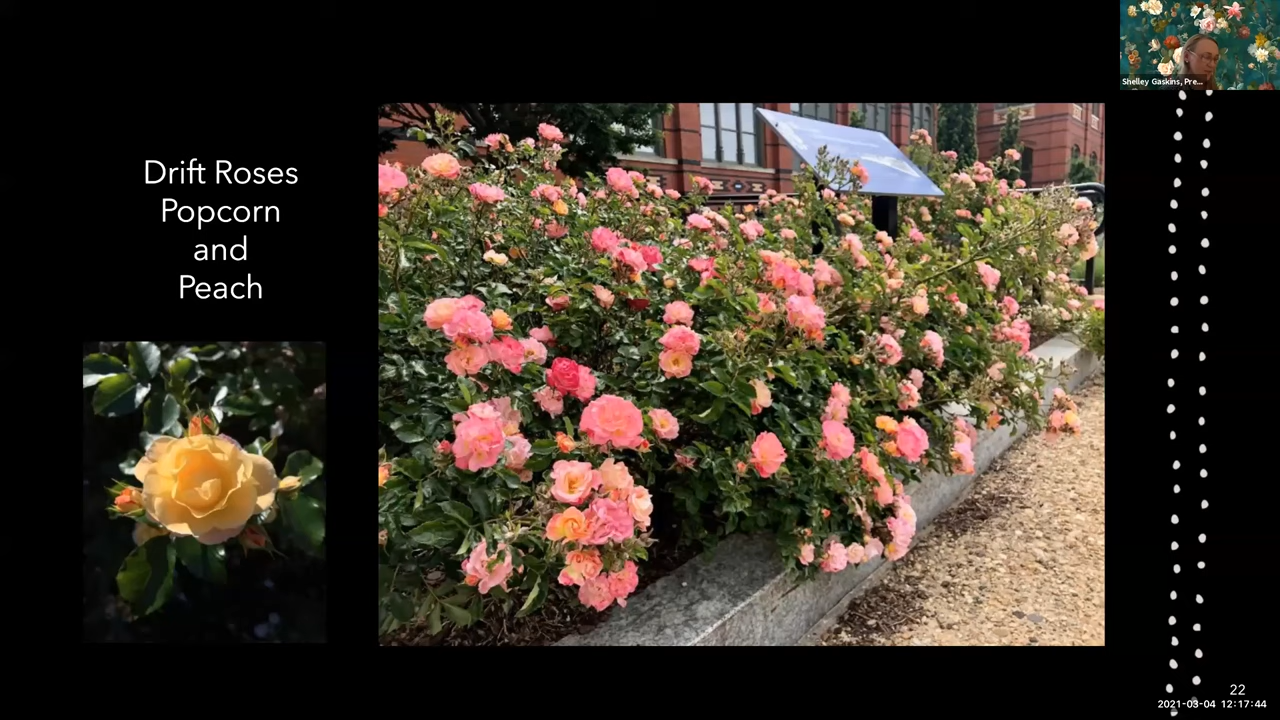 Shelley Gaskins, Pre...
Drift Roses
Popcorn
and
Peach
22
2021-03-04 12:17:44